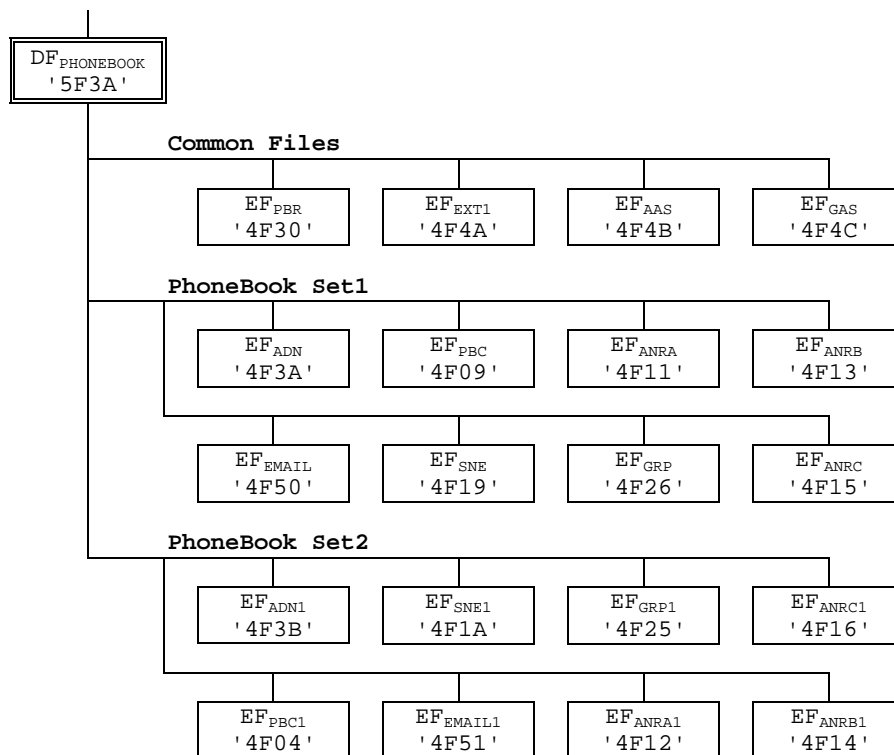 DFPHONEBOOK
'5F3A'
Common Files
EFPBR EFEXT1 EFAAS EFGAS
'4F30' '4F4A' '4F4B' '4F4C'
PhoneBook Set1
EFADN EFPBC EFANRA EFANRB
'4F3A' '4F09' '4F11' '4F13'
EFEMAIL EFSNE EFGRP EFANRC
'4F50' '4F19' '4F26' '4F15'
PhoneBook Set2
EFADN1 EFSNE1 EFGRP1 EFANRC1
'4F3B' '4F1A' '4F25' '4F16'
EFPBC1 EFEMAIL1 EFANRA1 EFANRB1
'4F04' '4F51' '4F12' '4F14'